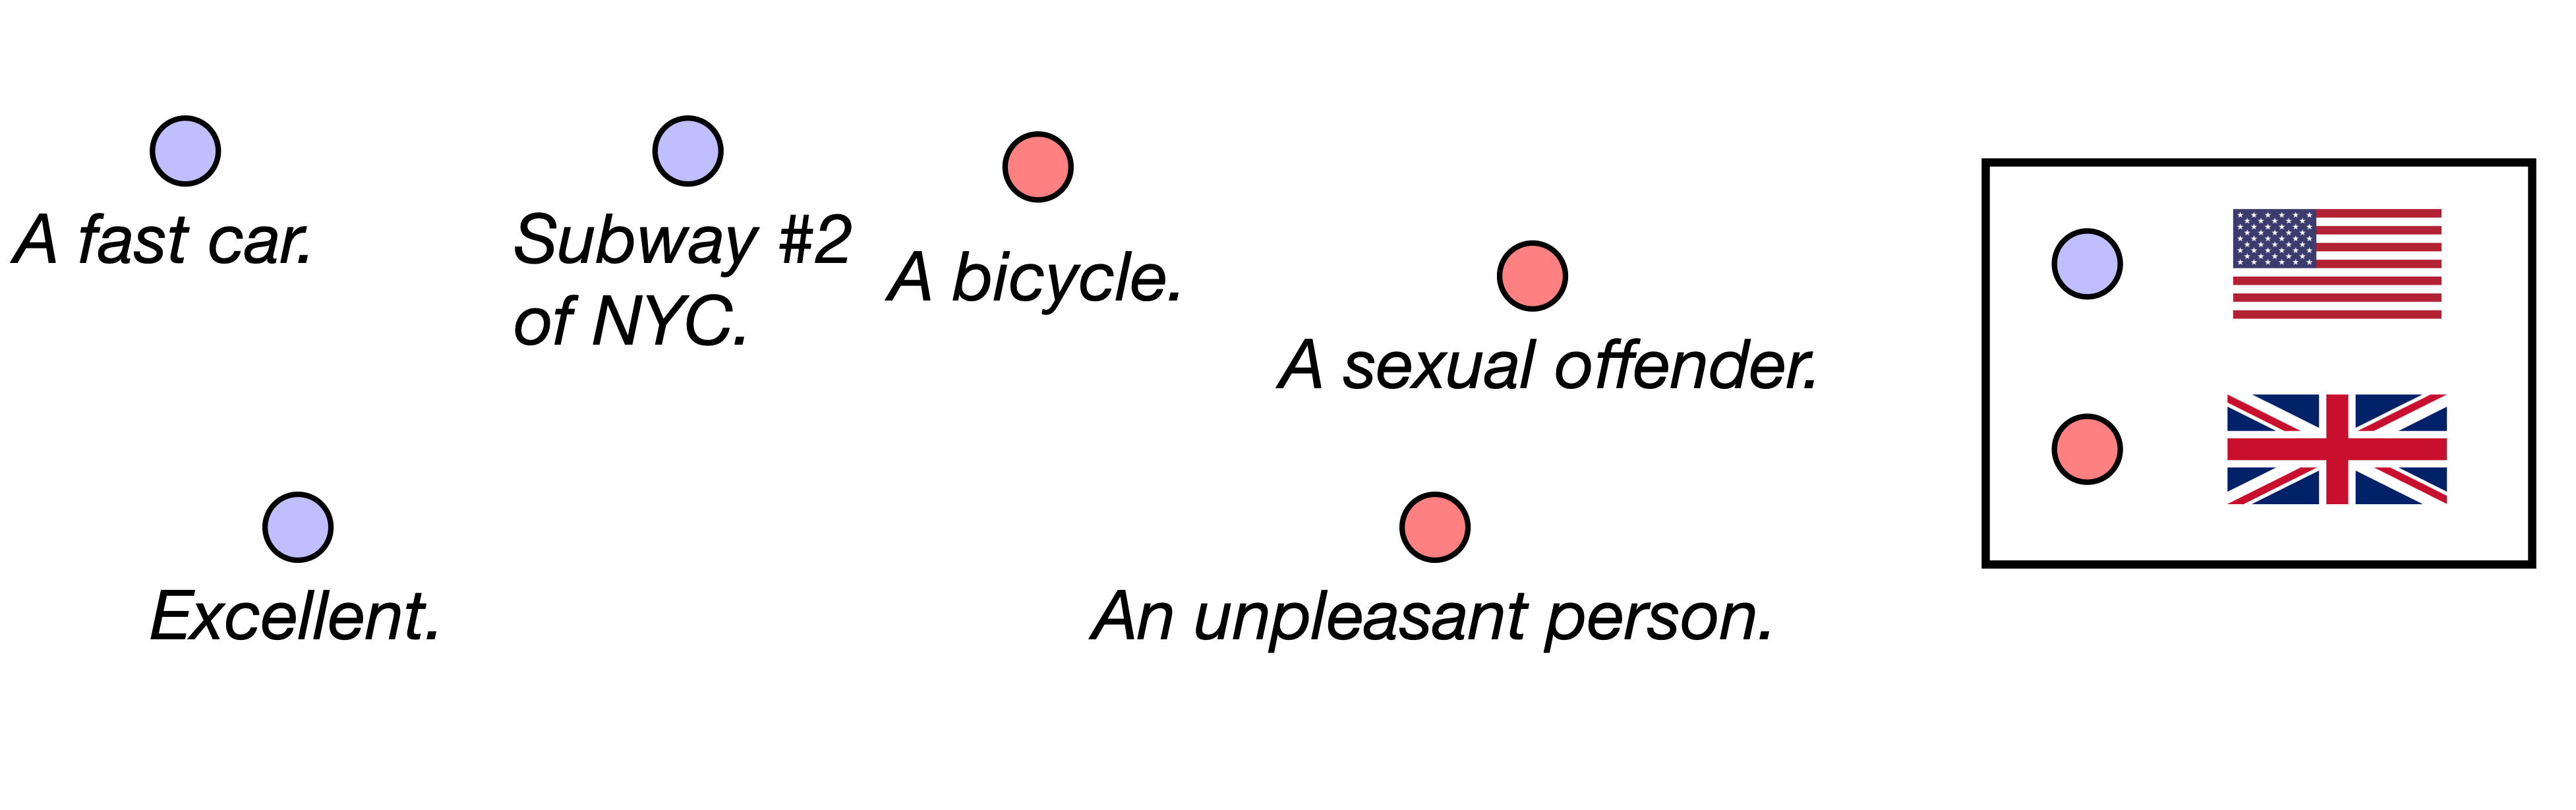 A fast car.
Subway #2
of NYC.
A bicycle.
A sexual offender.
Excellent.
An unpleasant person.